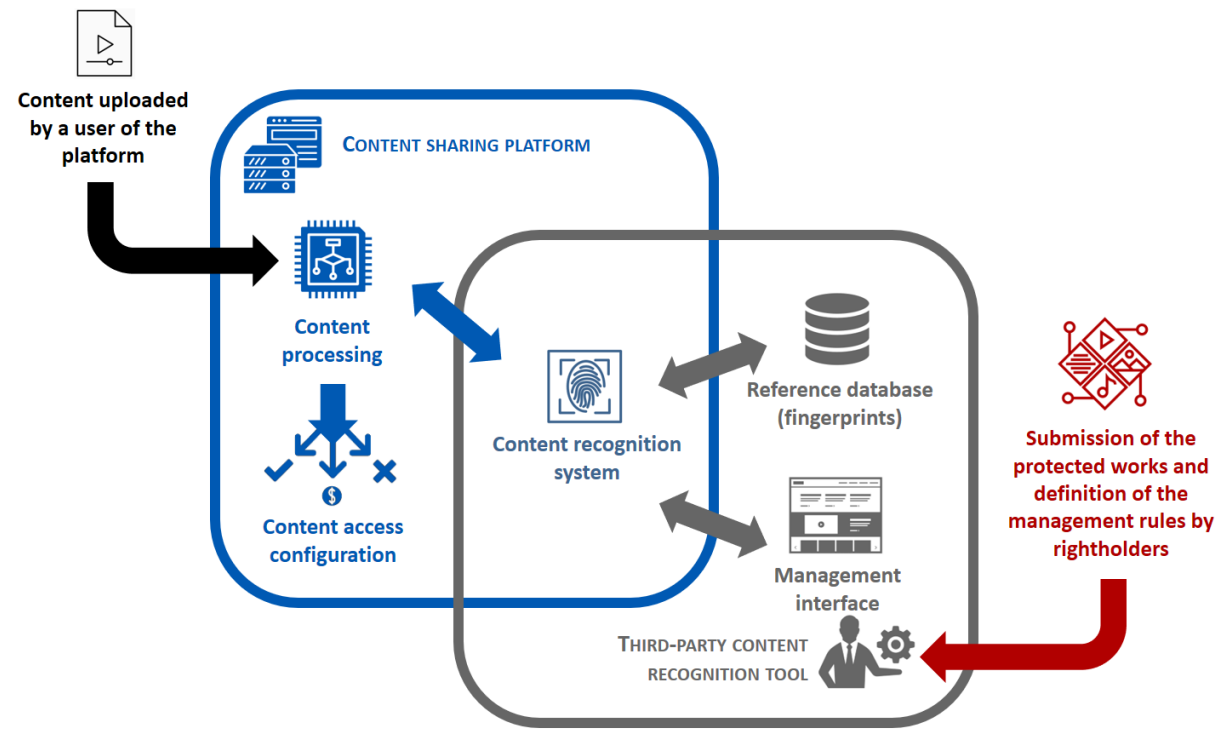 Content uploaded
by a user of the
platform
CONTENT SHARING PLATFORM
Content
processing
Content access
configuration
$
Content recognition
system
Reference database
(fingerprints)
Management
interface
THIRD-PARTY CONTENT
RECOGNITION TOOL
Submission of the
protected works and
definition of the
management rules by
rightholders